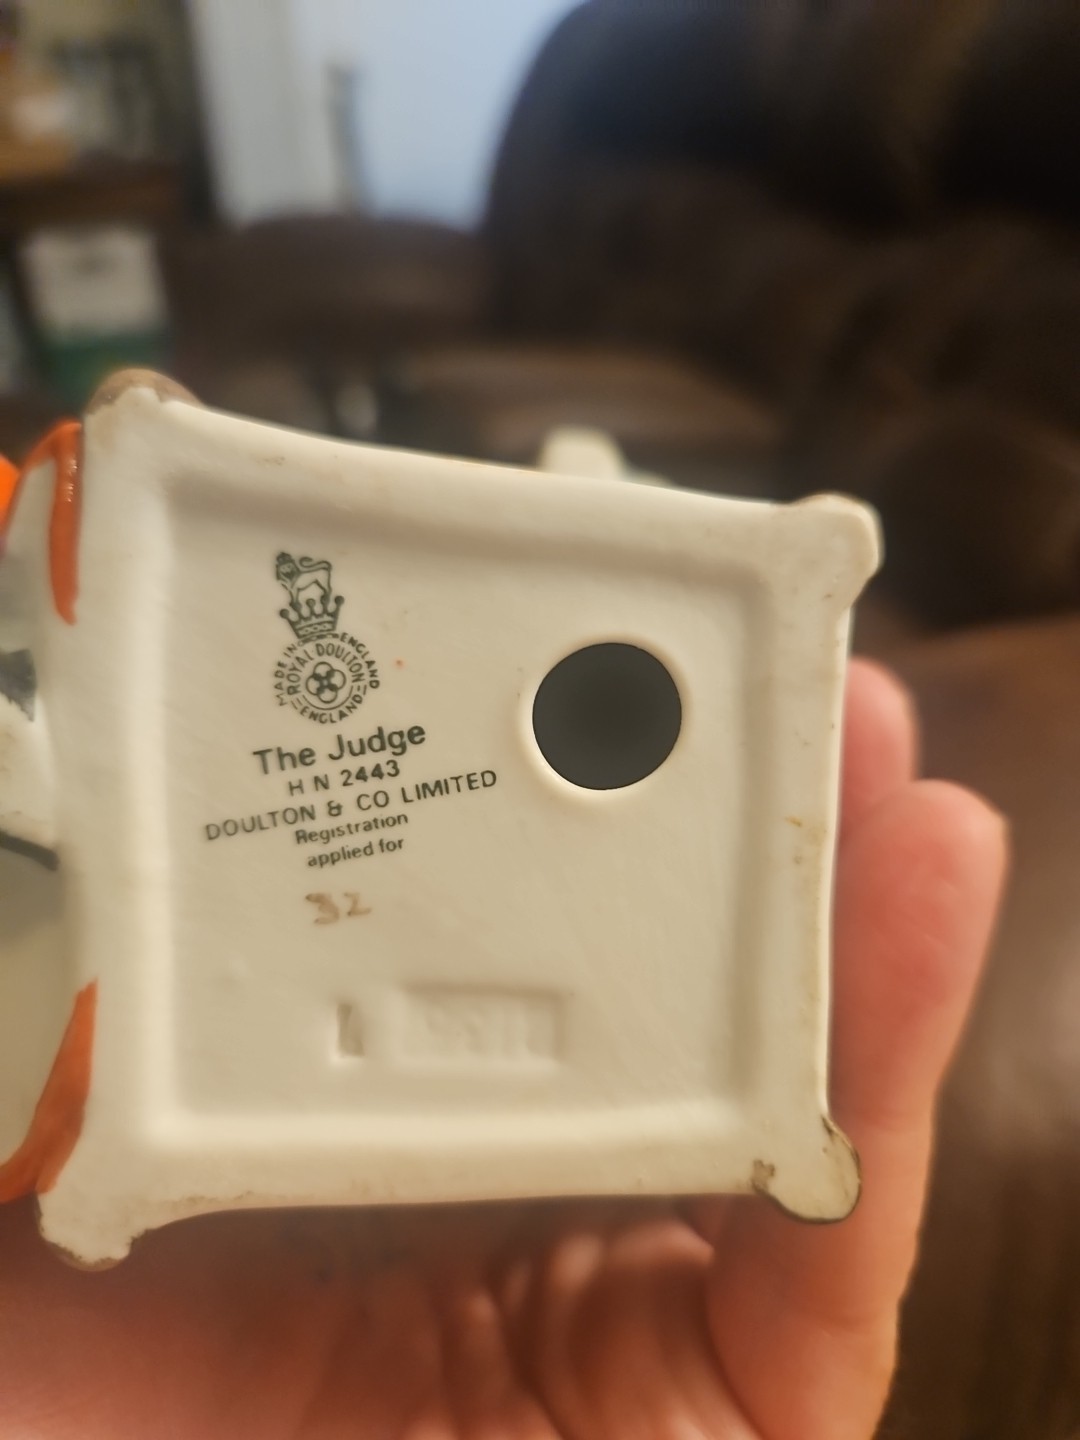 MADE IN ENGLAND
ROYAL DOULTON
ENGLAND
The Judge
H N 2443
DOULTON & CO LIMITED
Registration
applied for
32